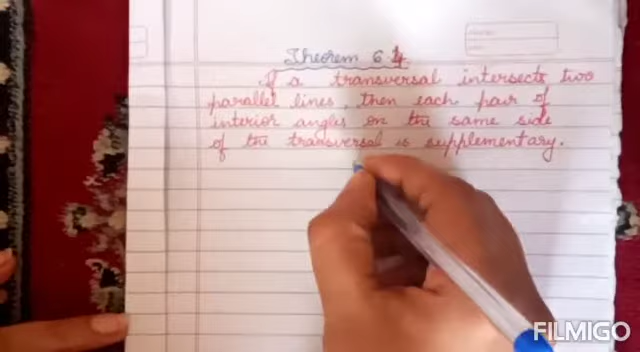 Theorem 6.4
If a transversal intersects two
parallel lines, then each pair of
interior angles on the same side
of the transversal is supplementary.
FILMIGO